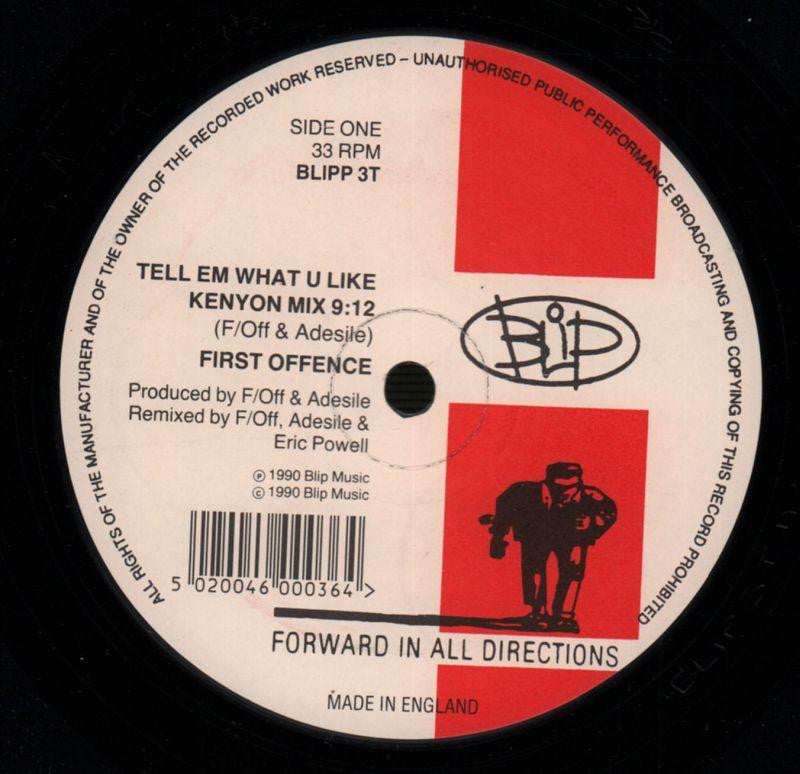 ALL RIGHTS OF THE MANUFACTURER AND OF THE OWNER OF THE RECORDED WORK RESERVED – UNAUTHORISED PUBLIC PERFORMANCE BROADCASTING AND COPYING OF THIS RECORD PROHIBITED
SIDE ONE
33 RPM
BLIPP 3T
TELL EM WHAT U LIKE
KENYON MIX 9:12
(F/Off & Adesile)
FIRST OFFENCE
Produced by F/Off & Adesile
Remixed by F/Off, Adesile &
Eric Powell
℗ 1990 Blip Music
© 1990 Blip Music
BLiP
5 020046 000364 >
FORWARD IN ALL DIRECTIONS
MADE IN ENGLAND